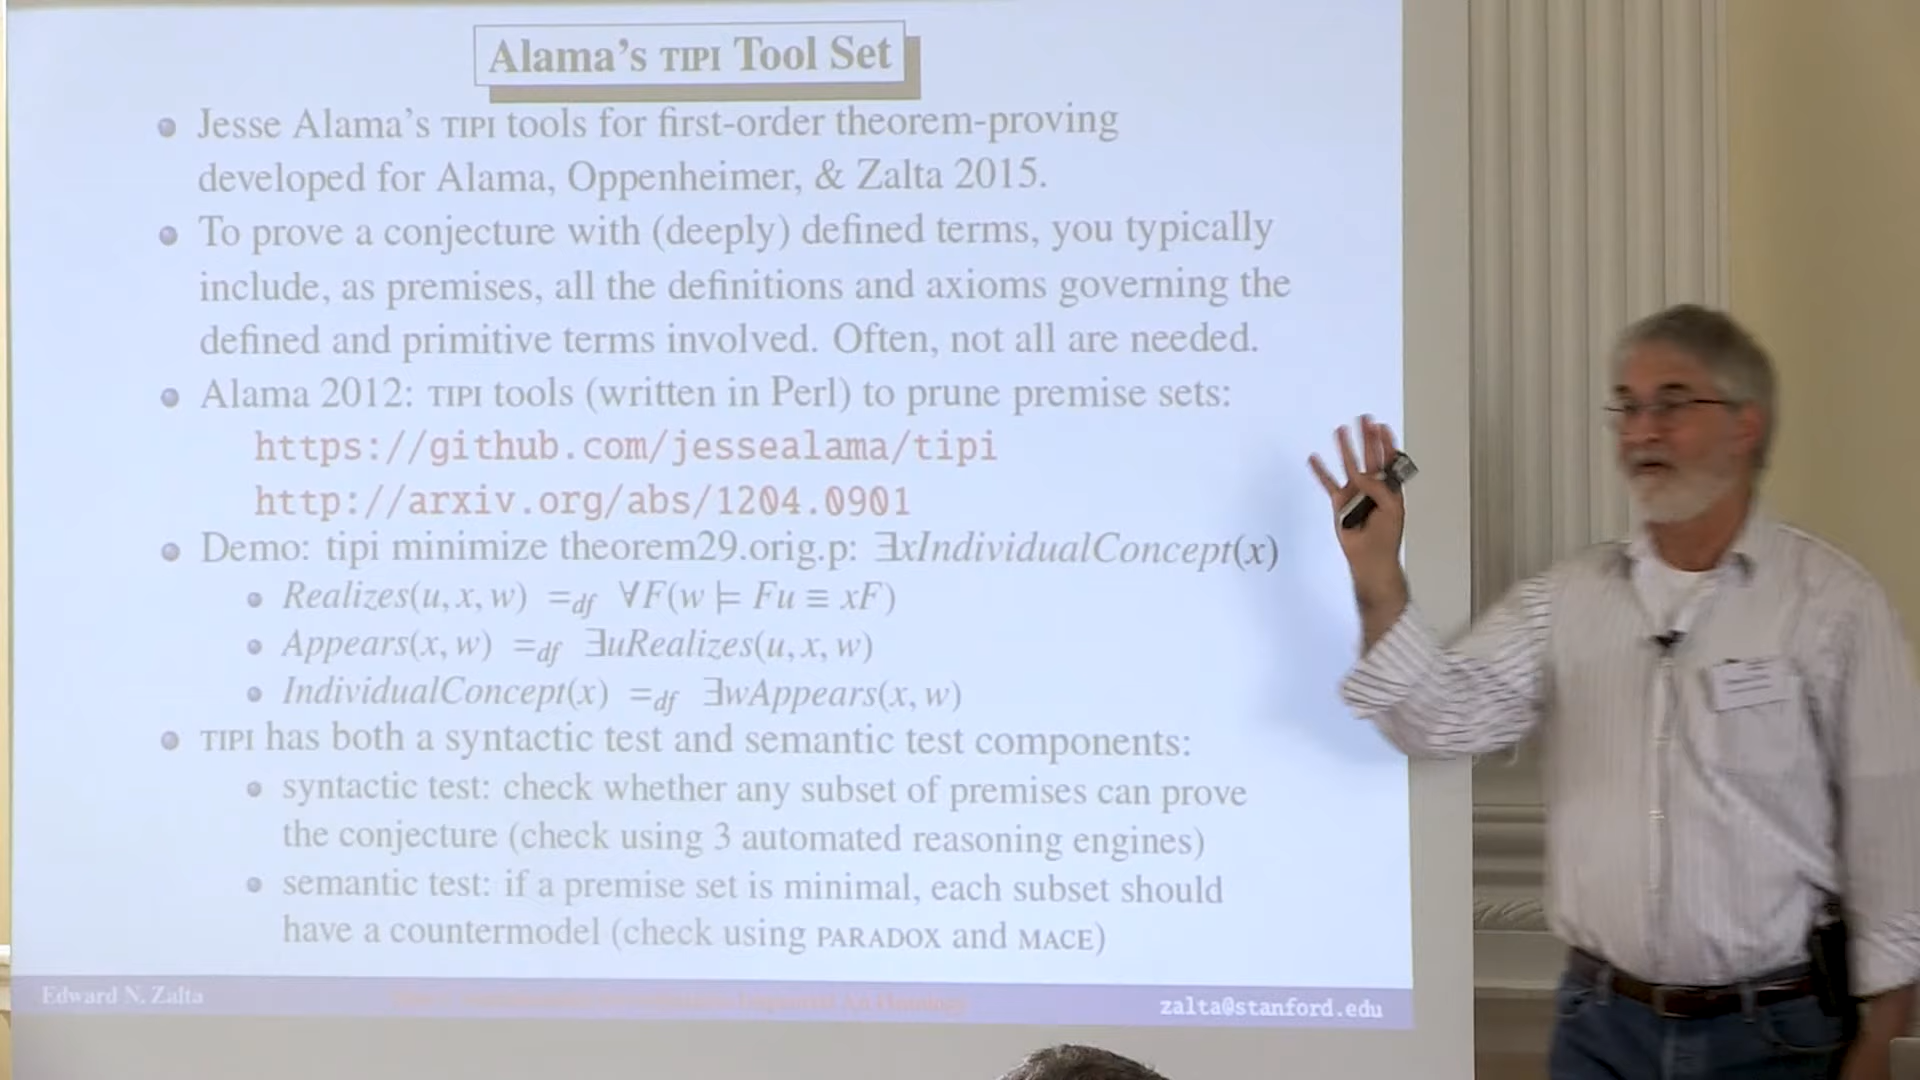 Alama's TIPI Tool Set
Jesse Alama's TIPI tools for first-order theorem-proving
developed for Alama, Oppenheimer, & Zalta 2015.
To prove a conjecture with (deeply) defined terms, you typically
include, as premises, all the definitions and axioms governing the
defined and primitive terms involved. Often, not all are needed.
Alama 2012: TIPI tools (written in Perl) to prune premise sets:
https://github.com/jessealama/tipi
http://arxiv.org/abs/1204.0901
Demo: tipi minimize theorem29.orig.p: ∃xIndividualConcept(x)
Realizes(u, x, w) =df ∀F(w ⊨ Fu ≡ xF)
Appears(x, w) =df ∃uRealizes(u, x, w)
IndividualConcept(x) =df ∃wAppears(x, w)
TIPI has both a syntactic test and semantic test components:
syntactic test: check whether any subset of premises can prove
the conjecture (check using 3 automated reasoning engines)
semantic test: if a premise set is minimal, each subset should
have a countermodel (check using PARADOX and MACE)
Edward N. Zalta
zalta@stanford.edu